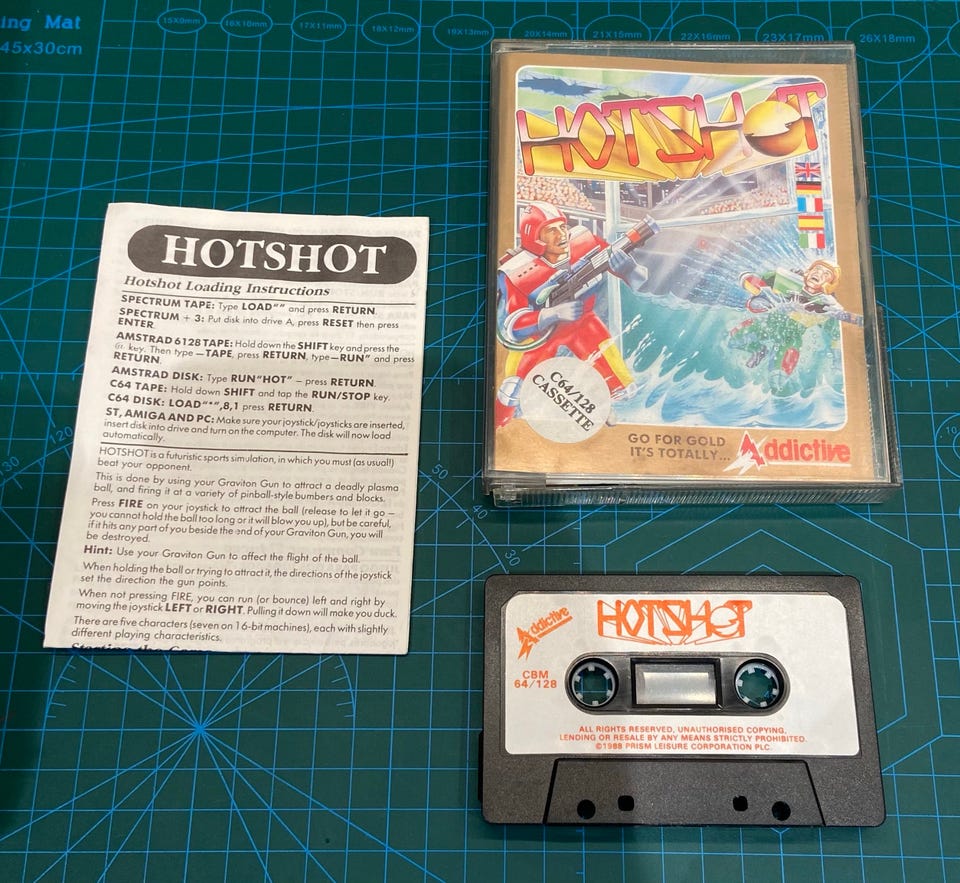 ing Mat
45x30cm
15X9mm
16X10mm
17X11mm
18X12mm
19X13mm
20X14mm
21X15mm
22X16mm
23X17mm
26X18mm
HOTSHOT
C64/128
CASSETTE
GO FOR GOLD
IT'S TOTALLY...
Addictive
HOTSHOT
Hotshot Loading Instructions
SPECTRUM TAPE: Type LOAD"" and press RETURN.
SPECTRUM + 3: Put disk into drive A, press RESET then press
ENTER.
AMSTRAD 6128 TAPE: Hold down the SHIFT key and press the
key. Then type —TAPE, press RETURN, type—RUN" and press
RETURN.
AMSTRAD DISK: Type RUN"HOT" — press RETURN.
C64 TAPE: Hold down SHIFT and tap the RUN/STOP key.
C64 DISK: LOAD"*",8,1 press RETURN.
ST, AMIGA AND PC: Make sure your joystick/joysticks are inserted,
insert disk into drive and turn on the computer. The disk will now load
automatically.
HOTSHOT is a futuristic sports simulation, in which you must (as usual!)
beat your opponent.
This is done by using your Graviton Gun to attract a deadly plasma
ball, and firing it at a variety of pinball-style bumbers and blocks.
Press FIRE on your joystick to attract the ball (release to let it go —
you cannot hold the ball too long or it will blow you up), but be careful,
if it hits any part of you beside the end of your Graviton Gun, you will
be destroyed.
Hint: Use your Graviton Gun to affect the flight of the ball.
When holding the ball or trying to attract it, the directions of the joystick
set the direction the gun points.
When not pressing FIRE, you can run (or bounce) left and right by
moving the joystick LEFT or RIGHT. Pulling it down will make you duck.
There are five characters (seven on 16-bit machines), each with slightly
different playing characteristics.
Starting the Game
120
130
50
40
30
Addictive
HOTSHOT
CBM
64/128
ALL RIGHTS RESERVED, UNAUTHORISED COPYING,
LENDING OR RESALE BY ANY MEANS STRICTLY PROHIBITED.
©1988 PRISM LEISURE CORPORATION PLC.